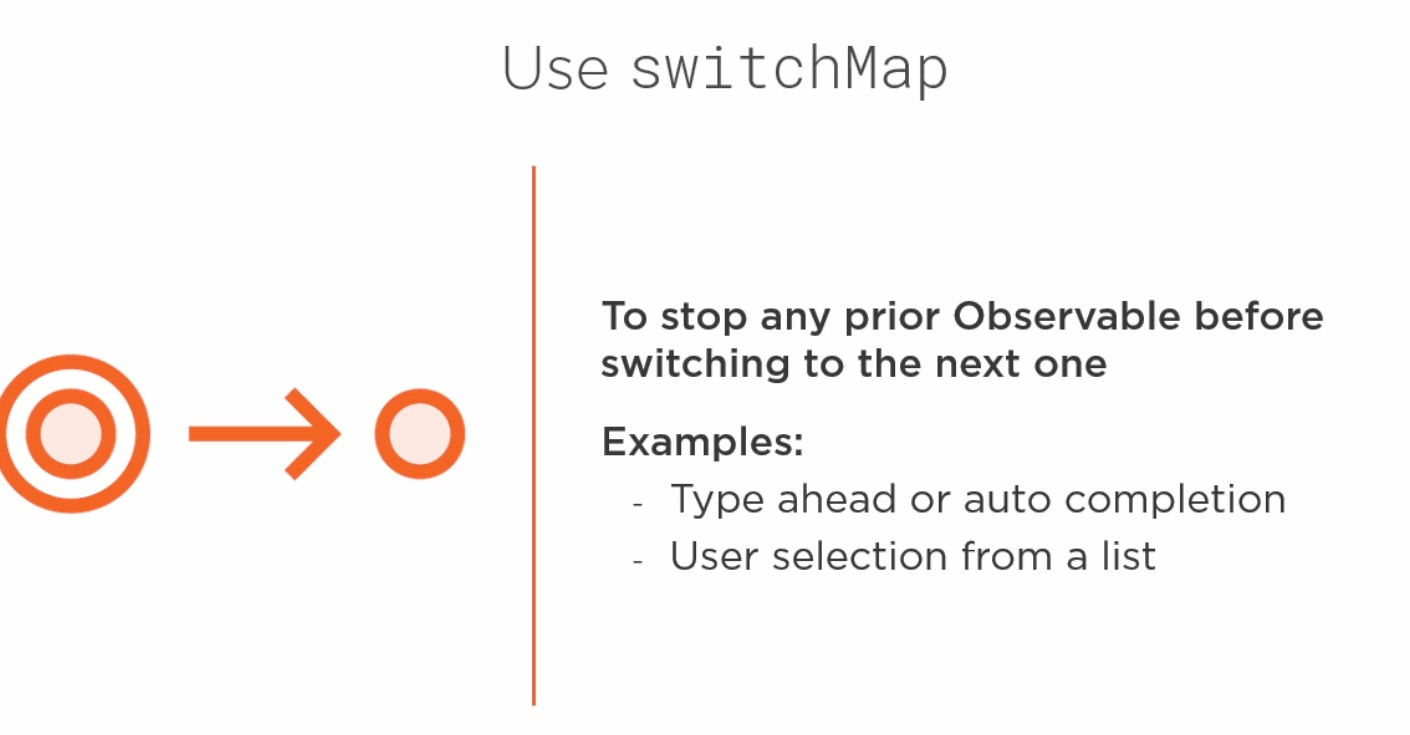 Use switchMap
To stop any prior Observable before
switching to the next one
Examples:
- Type ahead or auto completion
- User selection from a list